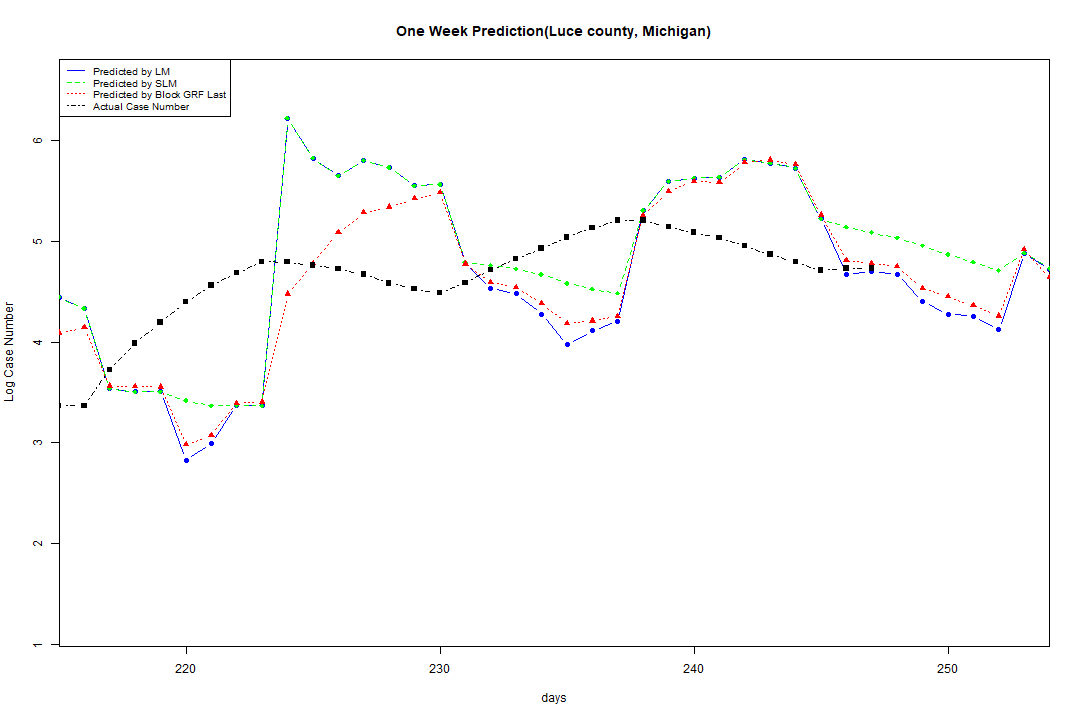 One Week Prediction(Luce county, Michigan)
Predicted by LM
Predicted by SLM
Predicted by Block GRF Last
Actual Case Number
6
5
4
3
2
1
Log Case Number
220 230 240 250
days